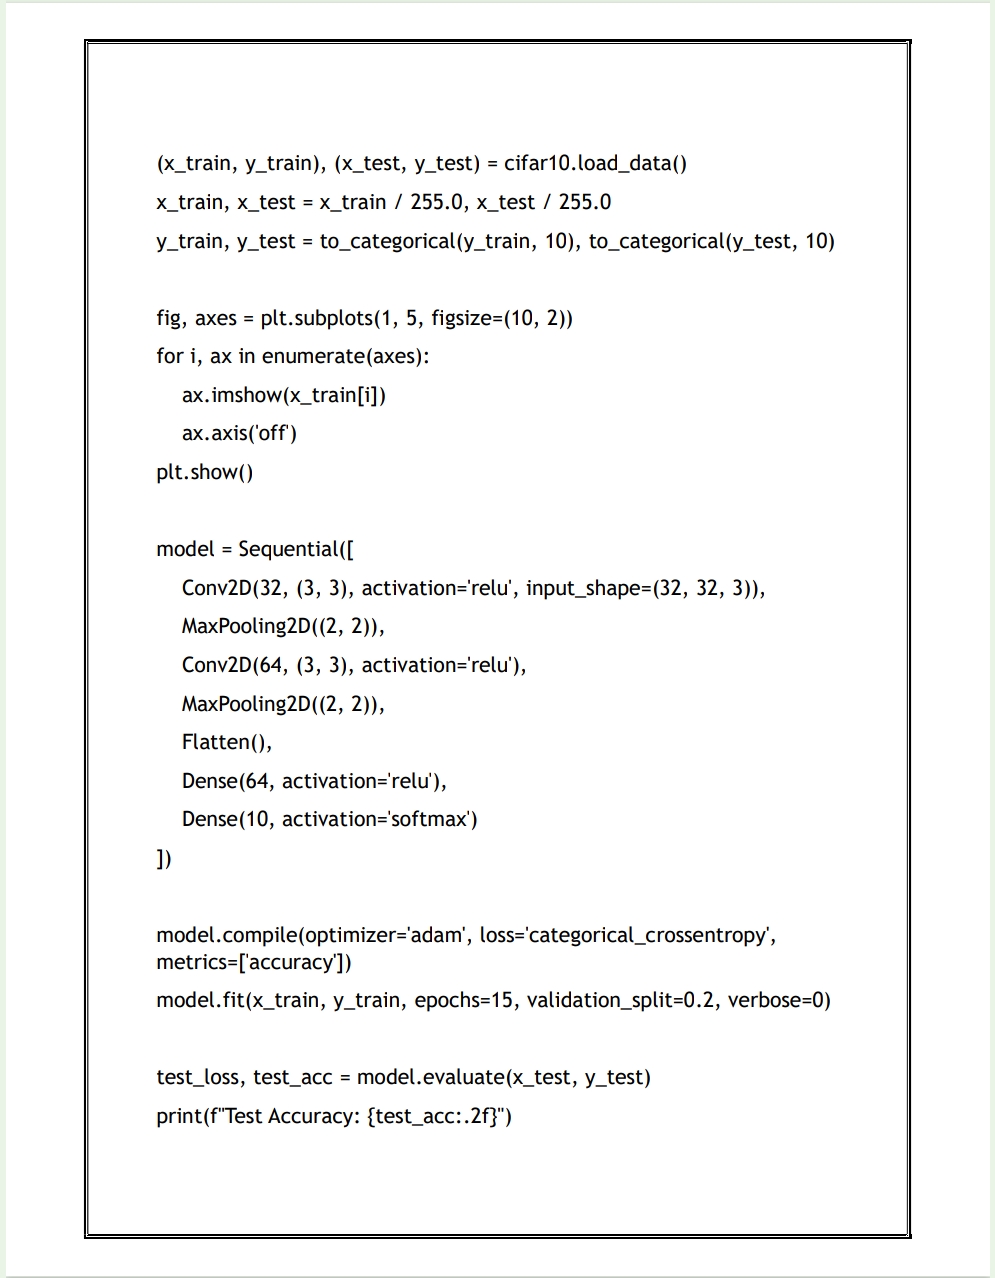 (x_train, y_train), (x_test, y_test) = cifar10.load_data()
x_train, x_test = x_train / 255.0, x_test / 255.0
y_train, y_test = to_categorical(y_train, 10), to_categorical(y_test, 10)
fig, axes = plt.subplots(1, 5, figsize=(10, 2))
for i, ax in enumerate(axes):
ax.imshow(x_train[i])
ax.axis('off')
plt.show()
model = Sequential([
Conv2D(32, (3, 3), activation='relu', input_shape=(32, 32, 3)),
MaxPooling2D((2, 2)),
Conv2D(64, (3, 3), activation='relu'),
MaxPooling2D((2, 2)),
Flatten(),
Dense(64, activation='relu'),
Dense(10, activation='softmax')
])
model.compile(optimizer='adam', loss='categorical_crossentropy',
metrics=['accuracy'])
model.fit(x_train, y_train, epochs=15, validation_split=0.2, verbose=0)
test_loss, test_acc = model.evaluate(x_test, y_test)
print(f"Test Accuracy: {test_acc:.2f}")